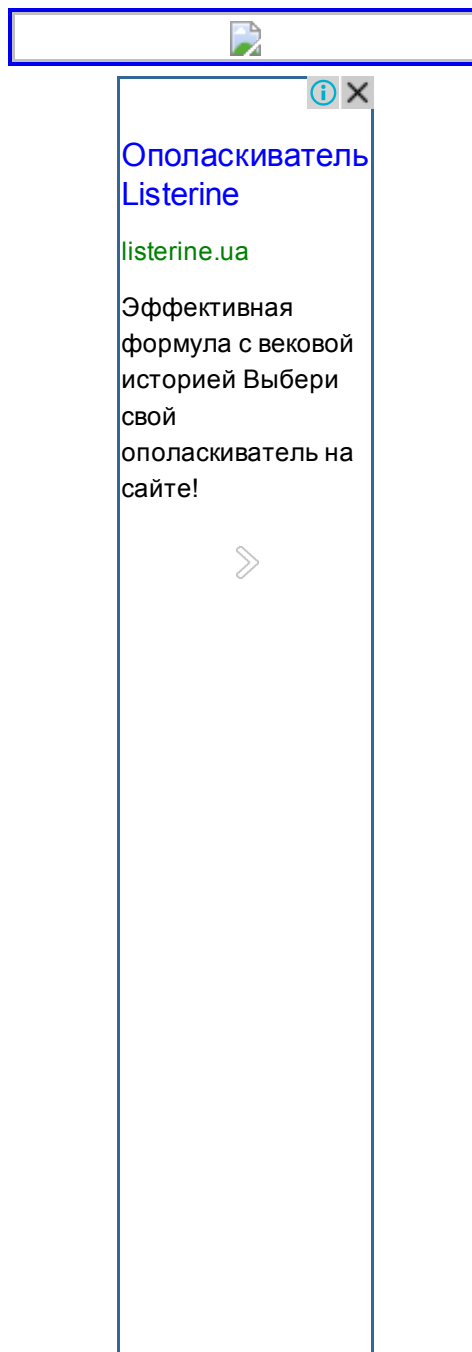 Ополаскиватель
Listerine
listerine.ua
Эффективная
формула с вековой
историей Выбери
свой
ополаскиватель на
сайте!